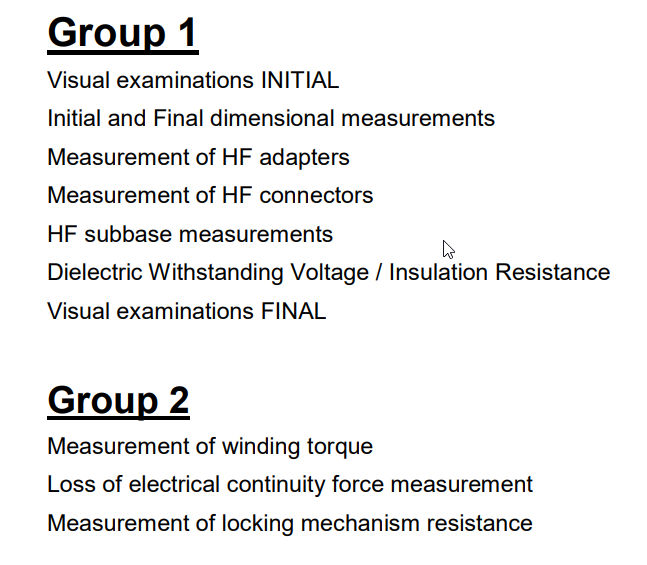 Group 1
Visual examinations INITIAL
Initial and Final dimensional measurements
Measurement of HF adapters
Measurement of HF connectors
HF subbase measurements
Dielectric Withstanding Voltage / Insulation Resistance
Visual examinations FINAL
Group 2
Measurement of winding torque
Loss of electrical continuity force measurement
Measurement of locking mechanism resistance